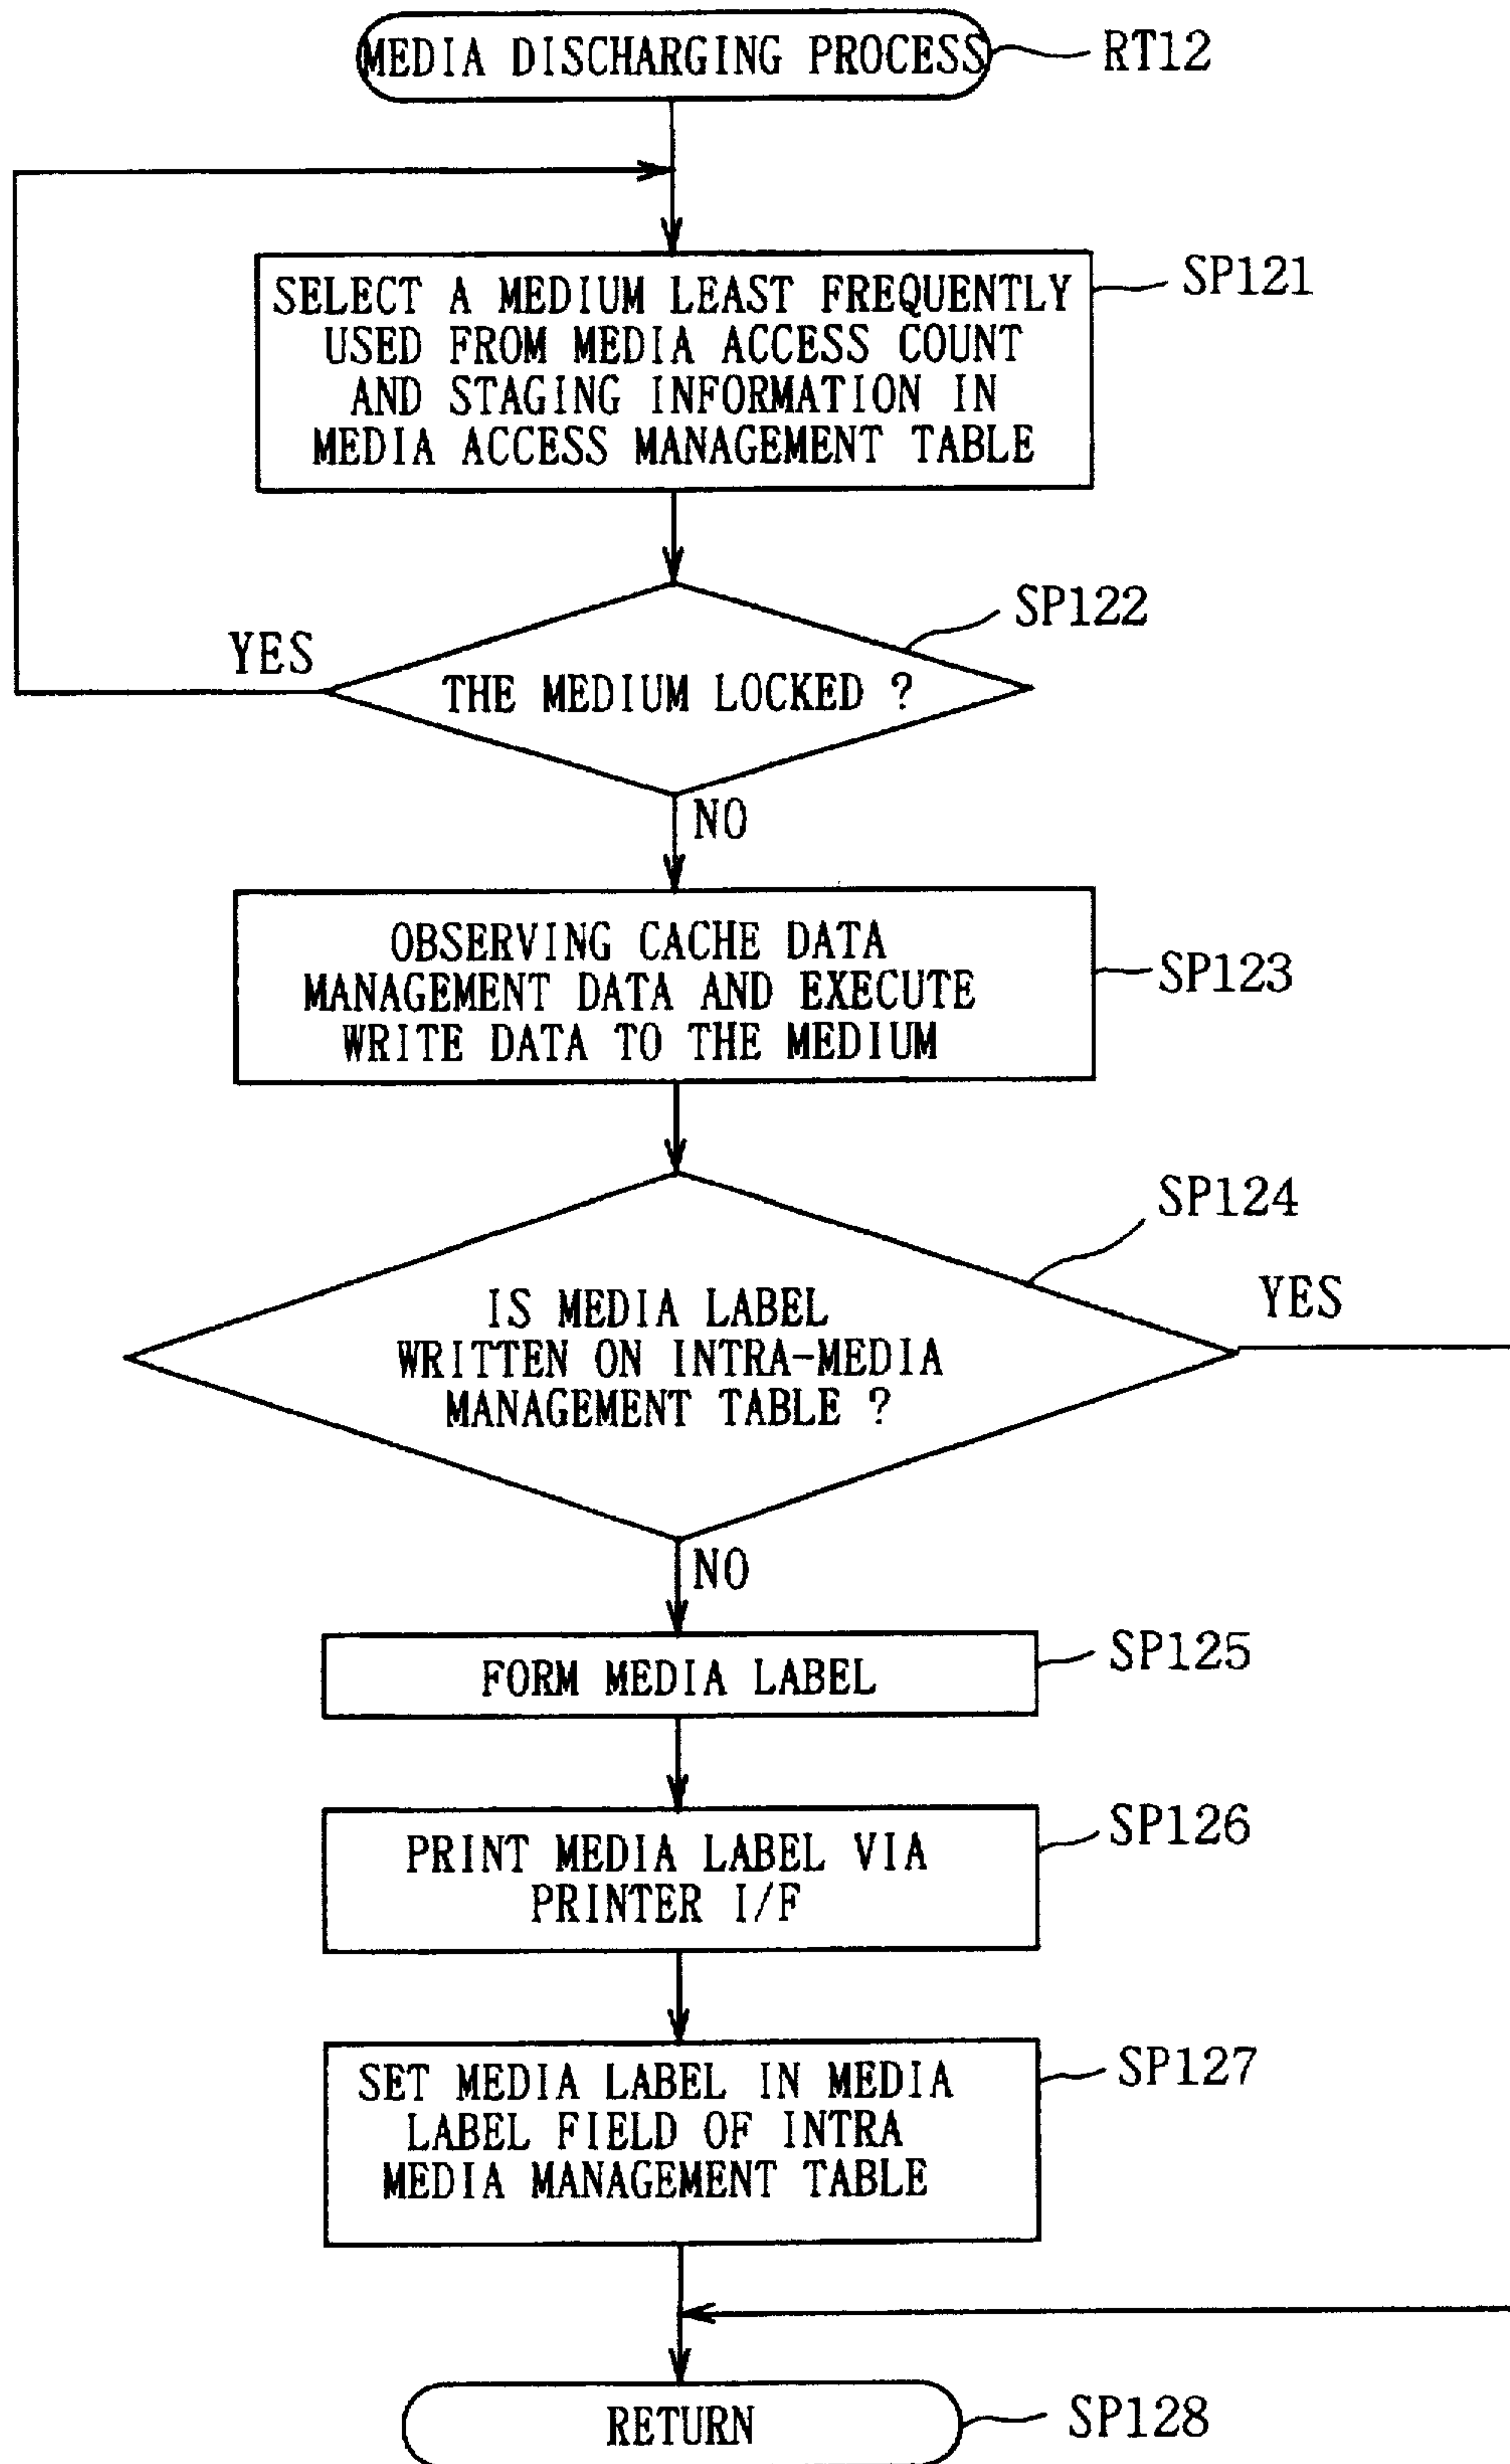 MEDIA DISCHARGING PROCESS
RT12
SELECT A MEDIUM LEAST FREQUENTLY
USED FROM MEDIA ACCESS COUNT
AND STAGING INFORMATION IN
MEDIA ACCESS MANAGEMENT TABLE
SP121
SP122
YES
THE MEDIUM LOCKED ?
NO
OBSERVING CACHE DATA
MANAGEMENT DATA AND EXECUTE
WRITE DATA TO THE MEDIUM
SP123
SP124
YES
IS MEDIA LABEL
WRITTEN ON INTRA-MEDIA
MANAGEMENT TABLE ?
NO
FORM MEDIA LABEL
SP125
PRINT MEDIA LABEL VIA
PRINTER I/F
SP126
SET MEDIA LABEL IN MEDIA
LABEL FIELD OF INTRA
MEDIA MANAGEMENT TABLE
SP127
RETURN
SP128